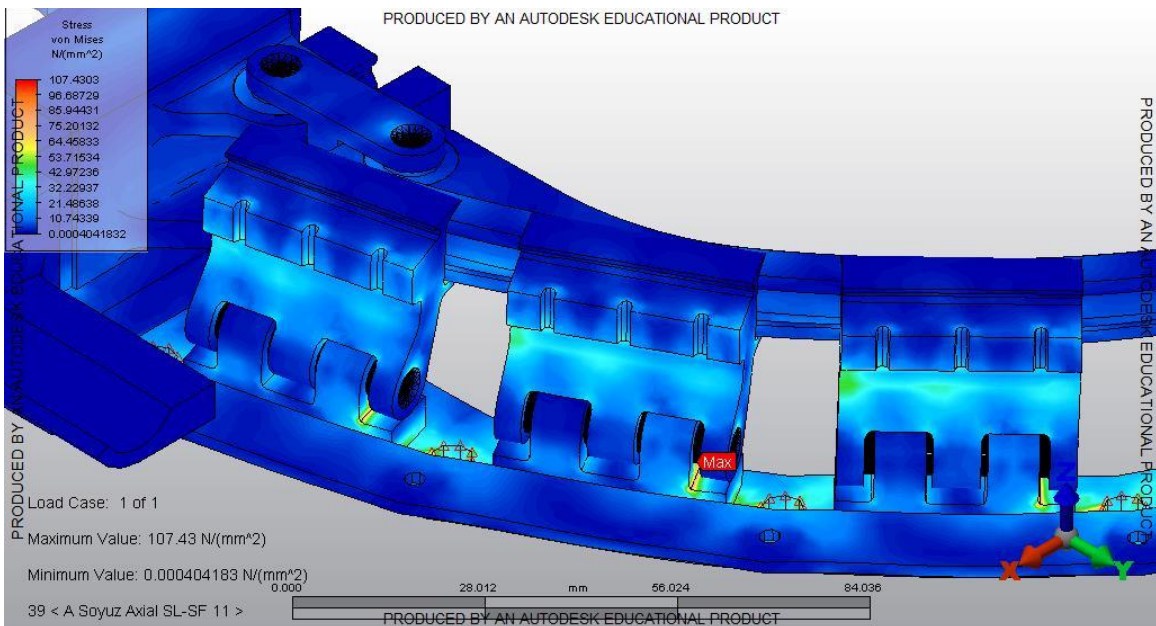 PRODUCED BY AN AUTODESK EDUCATIONAL PRODUCT
Stress
von Mises
N/(mm^2)
107.4303
96.68729
85.94431
75.20132
64.45833
53.71534
42.97236
32.22937
21.48638
10.74339
0.0004041832
PRODUCED BY AN AUTODESK EDUCATIONAL PRODUCT
PRODUCED BY AN AUTODESK EDUCATIONAL PRODUCT
Max
Load Case: 1 of 1
Maximum Value: 107.43 N/(mm^2)
Minimum Value: 0.000404183 N/(mm^2)
0.000 28.012 mm 56.024 84.036
39 < A Soyuz Axial SL-SF 11 >
Z
X
Y
PRODUCED BY AN AUTODESK EDUCATIONAL PRODUCT